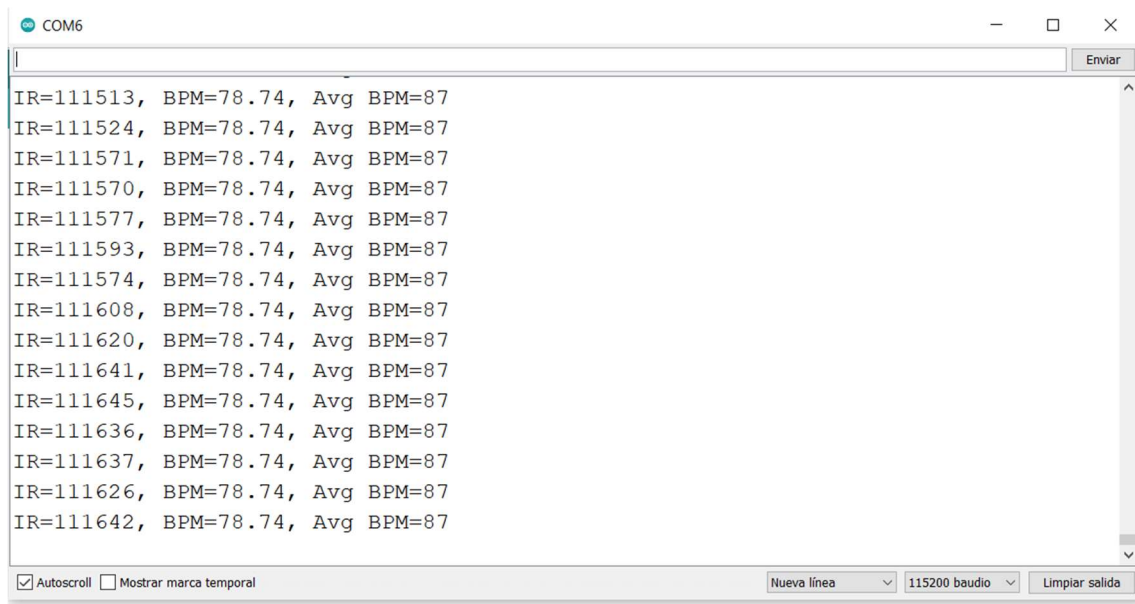 COM6
Enviar
IR=111513, BPM=78.74, Avg BPM=87
IR=111524, BPM=78.74, Avg BPM=87
IR=111571, BPM=78.74, Avg BPM=87
IR=111570, BPM=78.74, Avg BPM=87
IR=111577, BPM=78.74, Avg BPM=87
IR=111593, BPM=78.74, Avg BPM=87
IR=111574, BPM=78.74, Avg BPM=87
IR=111608, BPM=78.74, Avg BPM=87
IR=111620, BPM=78.74, Avg BPM=87
IR=111641, BPM=78.74, Avg BPM=87
IR=111645, BPM=78.74, Avg BPM=87
IR=111636, BPM=78.74, Avg BPM=87
IR=111637, BPM=78.74, Avg BPM=87
IR=111626, BPM=78.74, Avg BPM=87
IR=111642, BPM=78.74, Avg BPM=87
Autoscroll Mostrar marca temporal Nueva línea 115200 baudio Limpiar salida